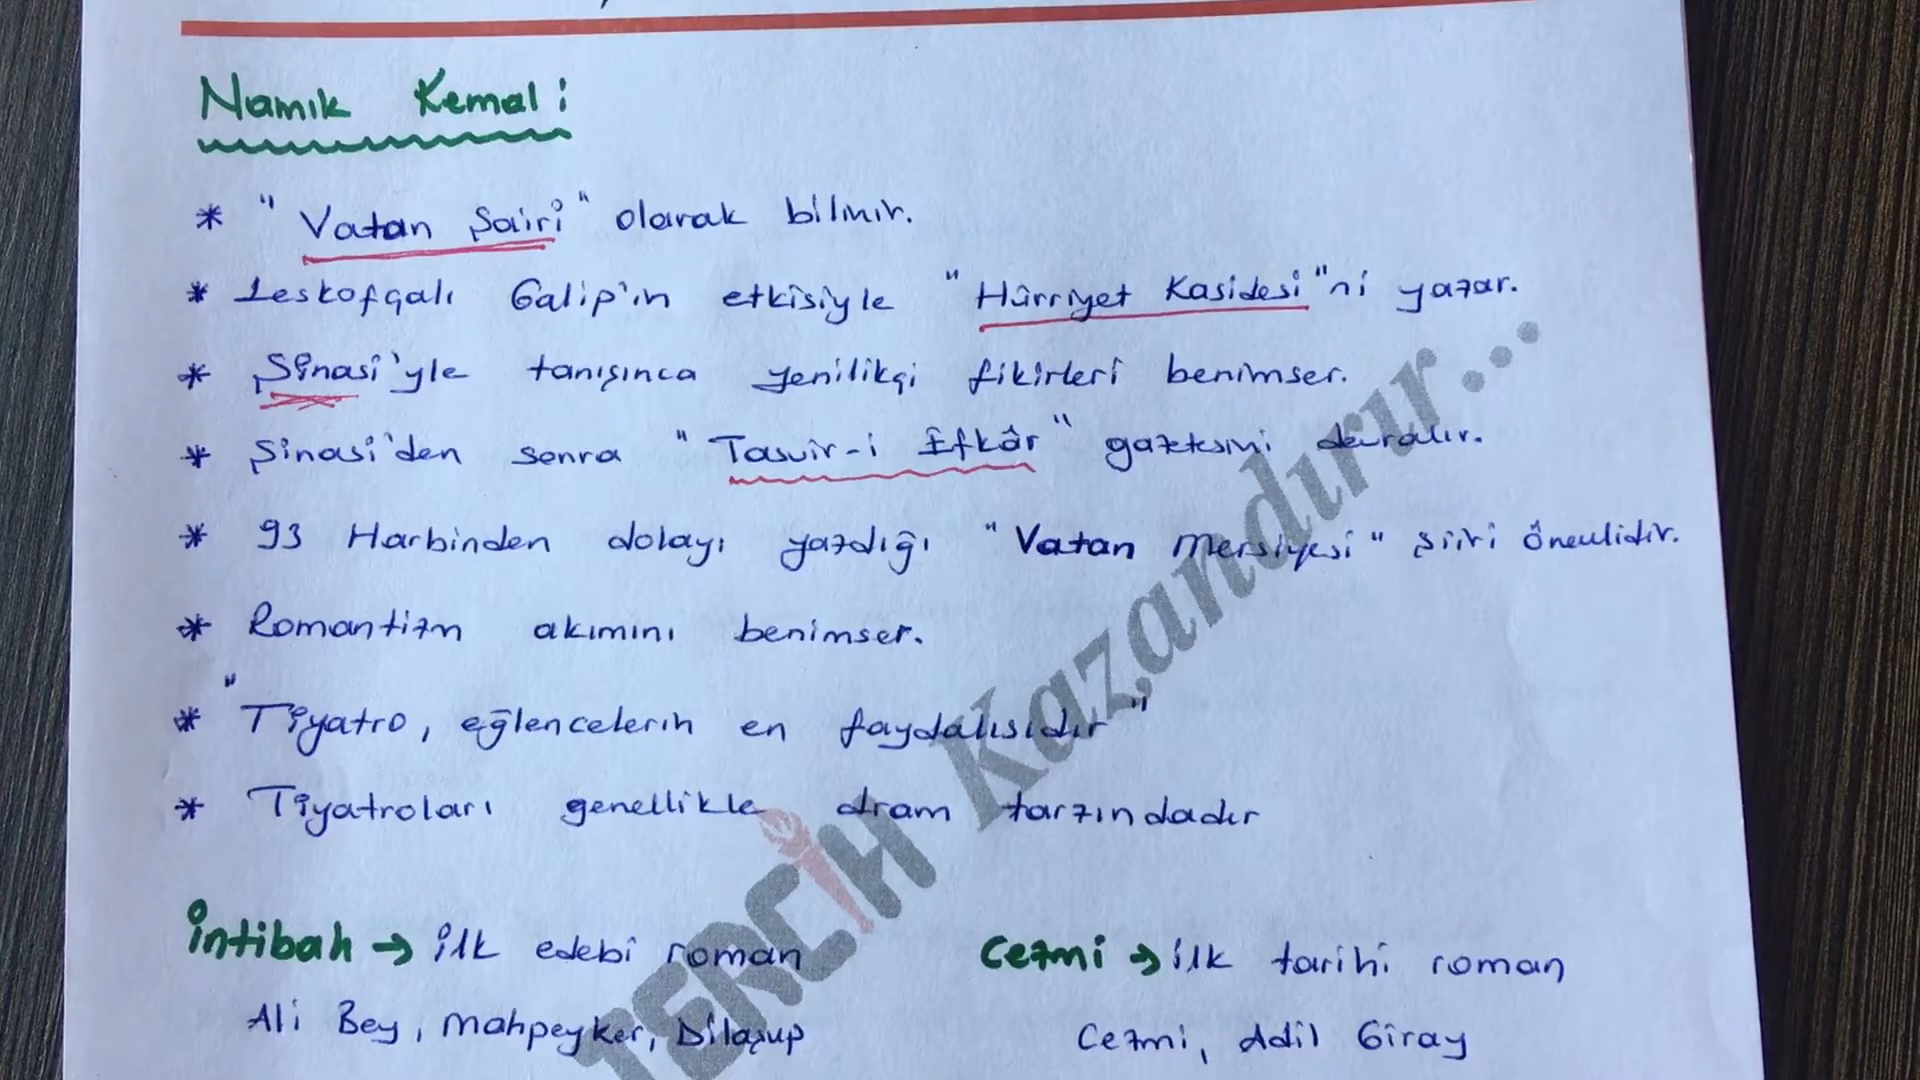 Namık Kemal:
* "Vatan Şairi" olarak bilinir.
* Leskofçalı Galip'in etkisiyle "Hürriyet Kasidesi"ni yazar.
* Şinasi'yle tanışınca yenilikçi fikirleri benimser.
* Şinasi'den sonra "Tasvir-i Efkâr" gazetesini devralır.
* 93 Harbinden dolayı yazdığı "Vatan Mersiyesi" şiiri önemlidir.
* Romantizm akımını benimser.
* "Tiyatro, eğlencelerin en faydalısıdır"
* Tiyatroları genellikle dram tarzındadır
İntibah → ilk edebi roman
Ali Bey, Mahpeyker, Dilaşup
Cezmi → ilk tarihi roman
Cezmi, Adil Giray
TERCİH Kazandırır...